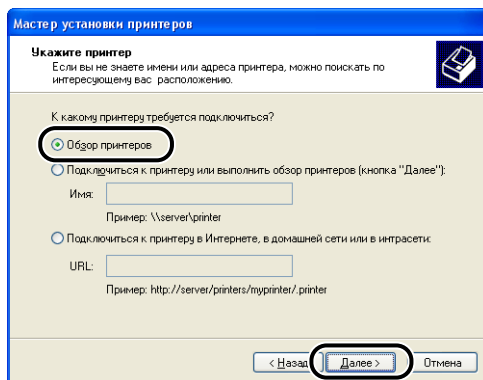 Мастер установки принтеров
Укажите принтер
Если вы не знаете имени или адреса принтера, можно поискать по
интересующему вас расположению.
К какому принтеру требуется подключиться?
Обзор принтеров
Подключиться к принтеру или выполнить обзор принтеров (кнопка "Далее"):
Имя:
Пример: \\server\printer
Подключиться к принтеру в Интернете, в домашней сети или в интрасети:
URL:
Пример: http://server/printers/myprinter/.printer
< Назад
Далее >
Отмена